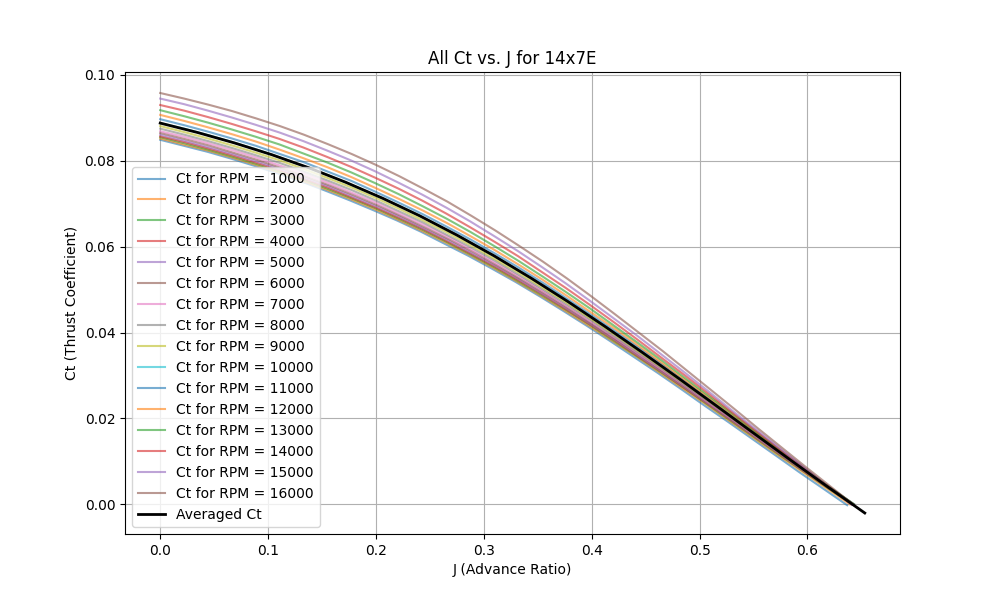 All Ct vs. J for 14x7E
Ct (Thrust Coefficient)
0.10
0.08
0.06
0.04
0.02
0.00
Ct for RPM = 1000
Ct for RPM = 2000
Ct for RPM = 3000
Ct for RPM = 4000
Ct for RPM = 5000
Ct for RPM = 6000
Ct for RPM = 7000
Ct for RPM = 8000
Ct for RPM = 9000
Ct for RPM = 10000
Ct for RPM = 11000
Ct for RPM = 12000
Ct for RPM = 13000
Ct for RPM = 14000
Ct for RPM = 15000
Ct for RPM = 16000
Averaged Ct
0.0 0.1 0.2 0.3 0.4 0.5 0.6
J (Advance Ratio)